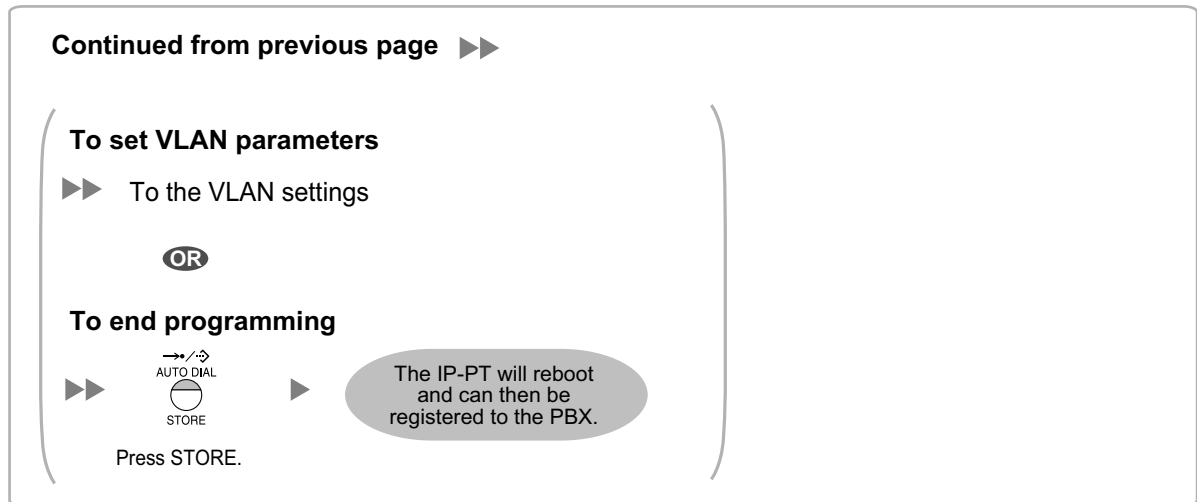 Continued from previous page
To set VLAN parameters
To the VLAN settings
OR
To end programming
AUTO DIAL
STORE
Press STORE.
The IP-PT will reboot
and can then be
registered to the PBX.